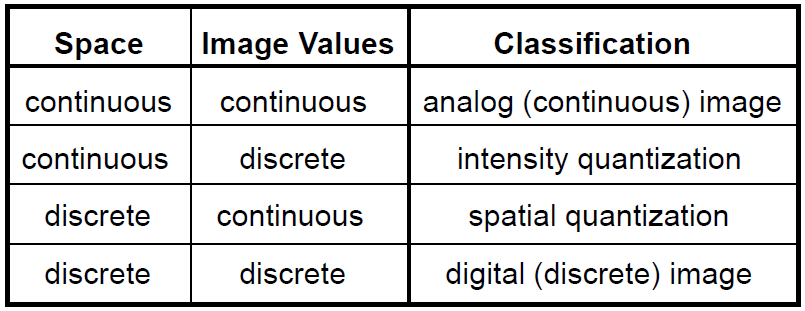 Space Image Values Classification
continuous continuous analog (continuous) image
continuous discrete intensity quantization
discrete continuous spatial quantization
discrete discrete digital (discrete) image